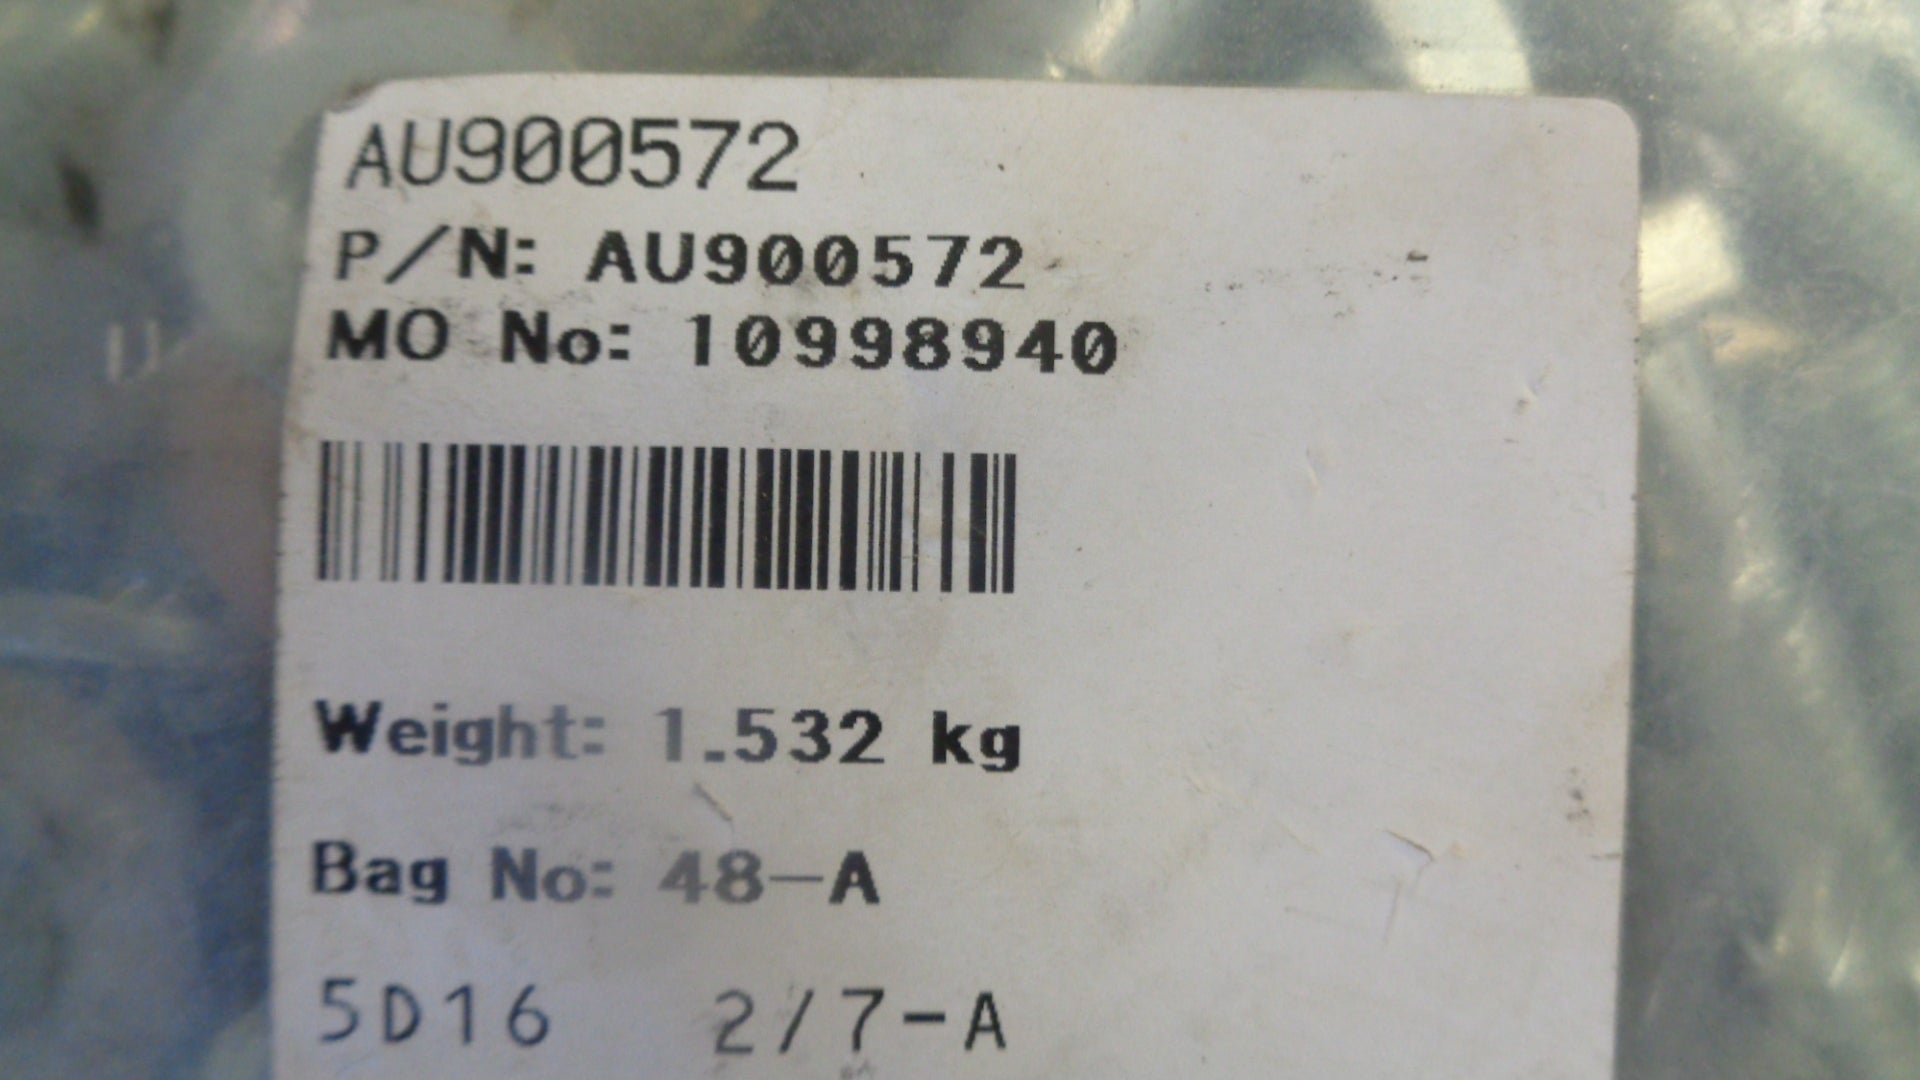 AU900572
P/N: AU900572
MO No: 10998940
Weight: 1.532 kg
Bag No: 48-A
5D16 2/7-A